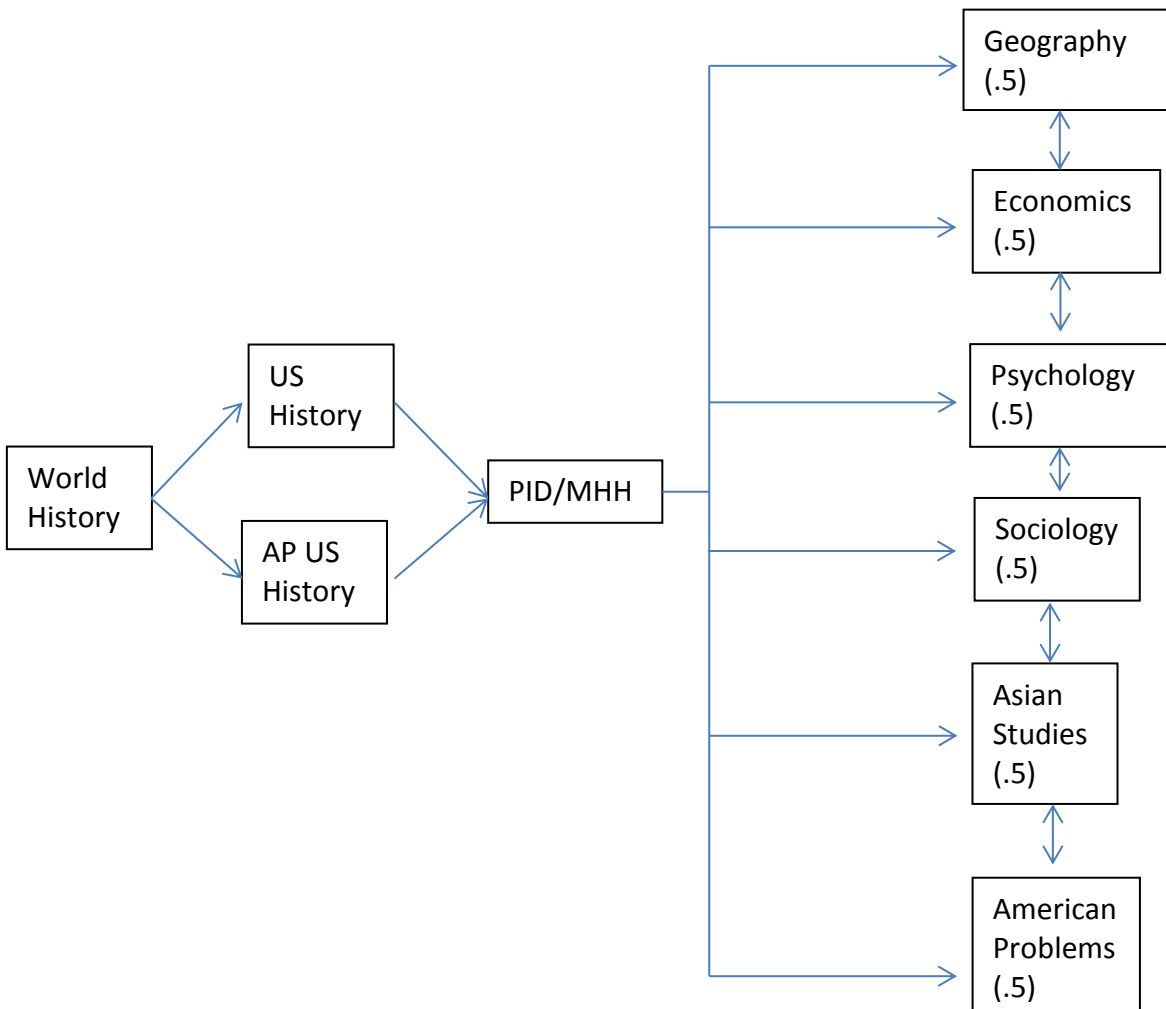 Geography
(.5)
Economics
(.5)
US
History
Psychology
(.5)
World
History
PID/MHH
AP US
History
Sociology
(.5)
Asian
Studies
(.5)
American
Problems
(.5)